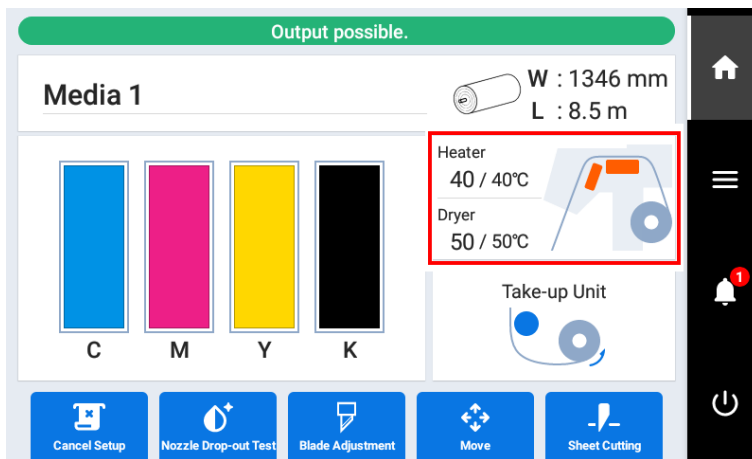 Output possible.
Media 1
W : 1346 mm
L : 8.5 m
Heater
40 / 40℃
Dryer
50 / 50℃
1
Take-up Unit
C M Y K
Cancel Setup Nozzle Drop-out Test Blade Adjustment Move Sheet Cutting